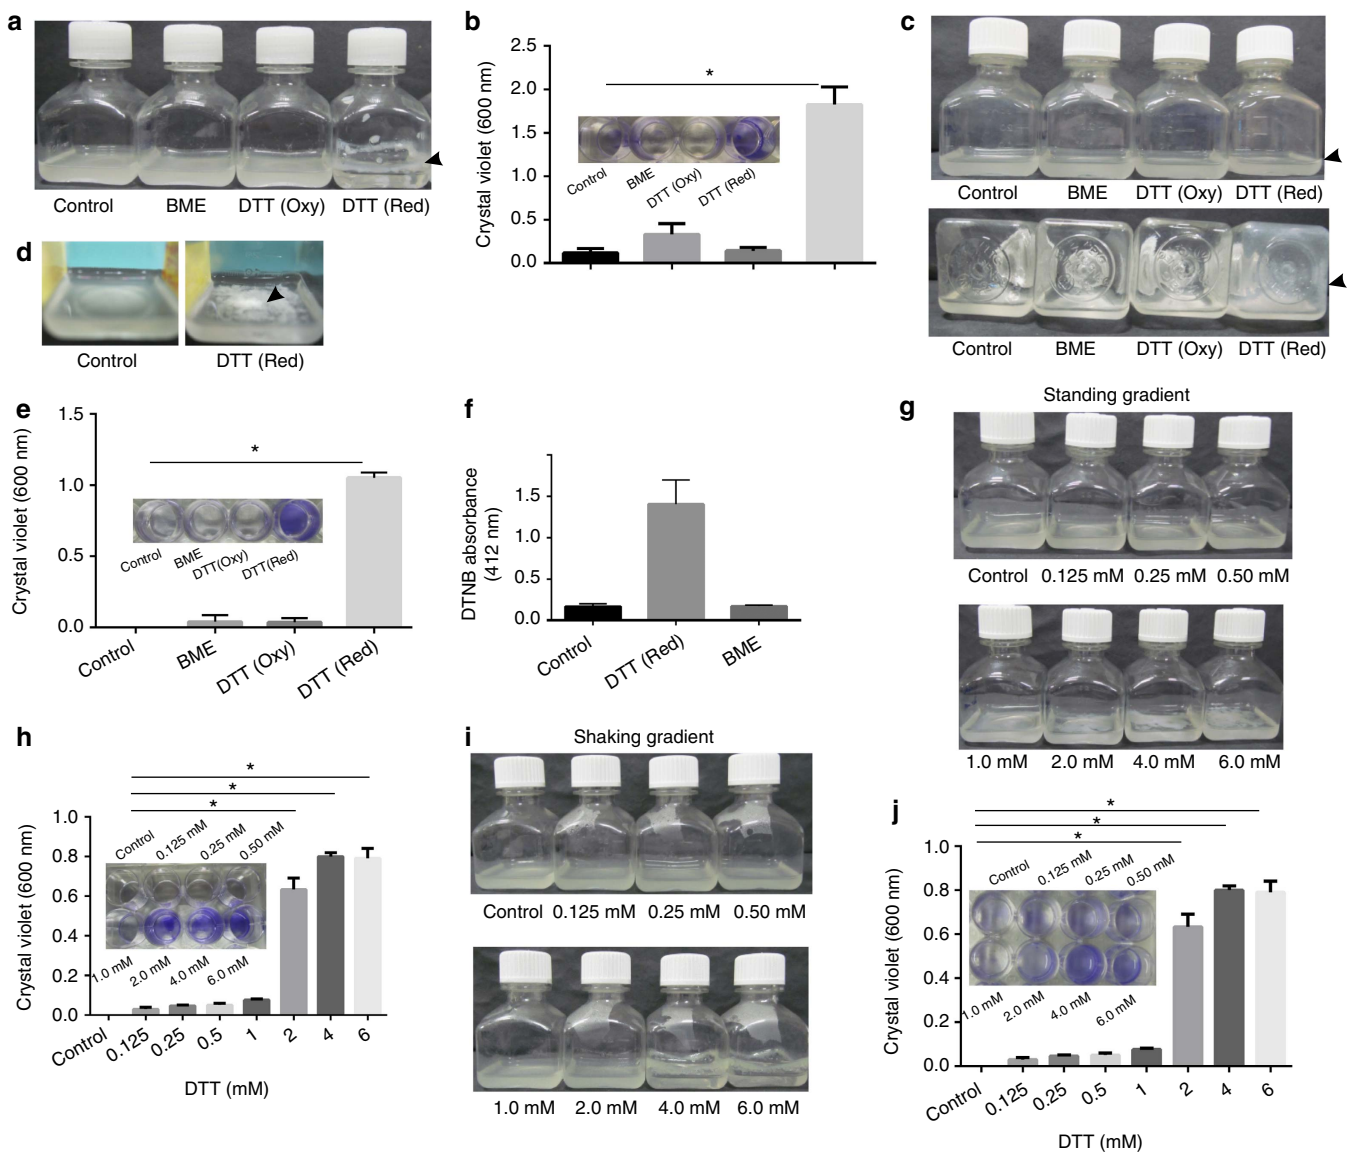 a
Control
BME
DTT (Oxy)
DTT (Red)
b
Crystal violet (600 nm)
2.5
2.0
1.5
1.0
0.5
0.0
*
Control
BME
DTT (Oxy)
DTT (Red)
c
Control
BME
DTT (Oxy)
DTT (Red)
Control
BME
DTT (Oxy)
DTT (Red)
d
Control
DTT (Red)
e
Crystal violet (600 nm)
1.5
1.0
0.5
0.0
*
Control
BME
DTT(Oxy)
DTT(Red)
Control
BME
DTT (Oxy)
DTT (Red)
f
DTNB absorbance
(412 nm)
1.5
1.0
0.5
0.0
Control
DTT (Red)
BME
g
Standing gradient
Control
0.125 mM
0.25 mM
0.50 mM
1.0 mM
2.0 mM
4.0 mM
6.0 mM
h
Crystal violet (600 nm)
1.0
0.8
0.6
0.4
0.2
0.0
*
*
*
Control
0.125 mM
0.25 mM
0.50 mM
1.0 mM
2.0 mM
4.0 mM
6.0 mM
Control
0.125
0.25
0.5
1
2
4
6
DTT (mM)
i
Shaking gradient
Control
0.125 mM
0.25 mM
0.50 mM
1.0 mM
2.0 mM
4.0 mM
6.0 mM
j
Crystal violet (600 nm)
1.0
0.8
0.6
0.4
0.2
0.0
*
*
*
Control
0.125 mM
0.25 mM
0.50 mM
1.0 mM
2.0 mM
4.0 mM
6.0 mM
Control
0.125
0.25
0.5
1
2
4
6
DTT (mM)